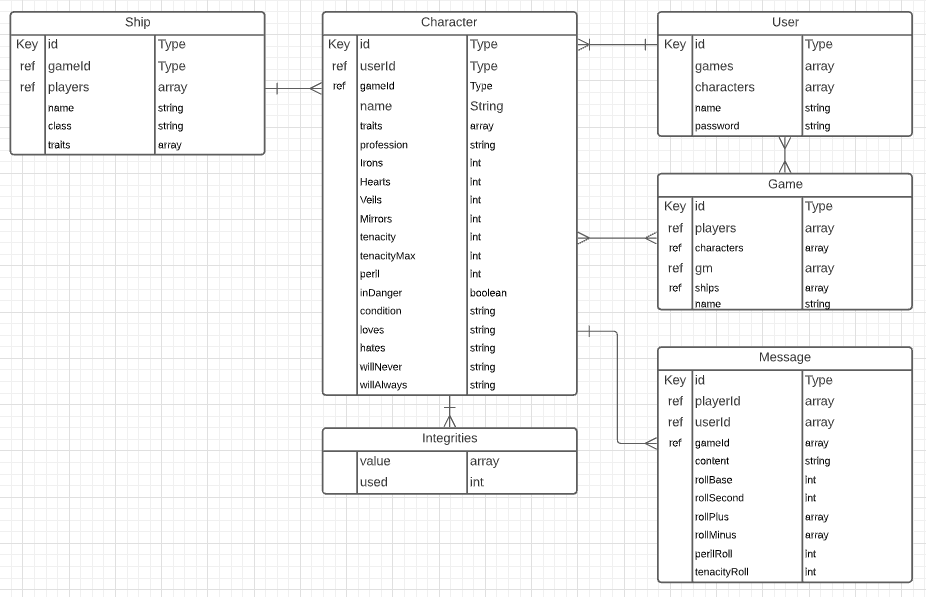 Ship
Key id Type
ref gameId Type
ref players array
name string
class string
traits array
Character
Key id Type
ref userId Type
ref gameId Type
name String
traits array
profession string
Irons int
Hearts int
Veils int
Mirrors int
tenacity int
tenacityMax int
peril int
inDanger boolean
condition string
loves string
hates string
willNever string
willAlways string
Integrities
value array
used int
User
Key id Type
games array
characters array
name string
password string
Game
Key id Type
ref players array
ref characters array
ref gm array
ref ships array
name string
Message
Key id Type
ref playerId array
ref userId array
ref gameId array
content string
rollBase int
rollSecond int
rollPlus array
rollMinus array
perilRoll int
tenacityRoll int